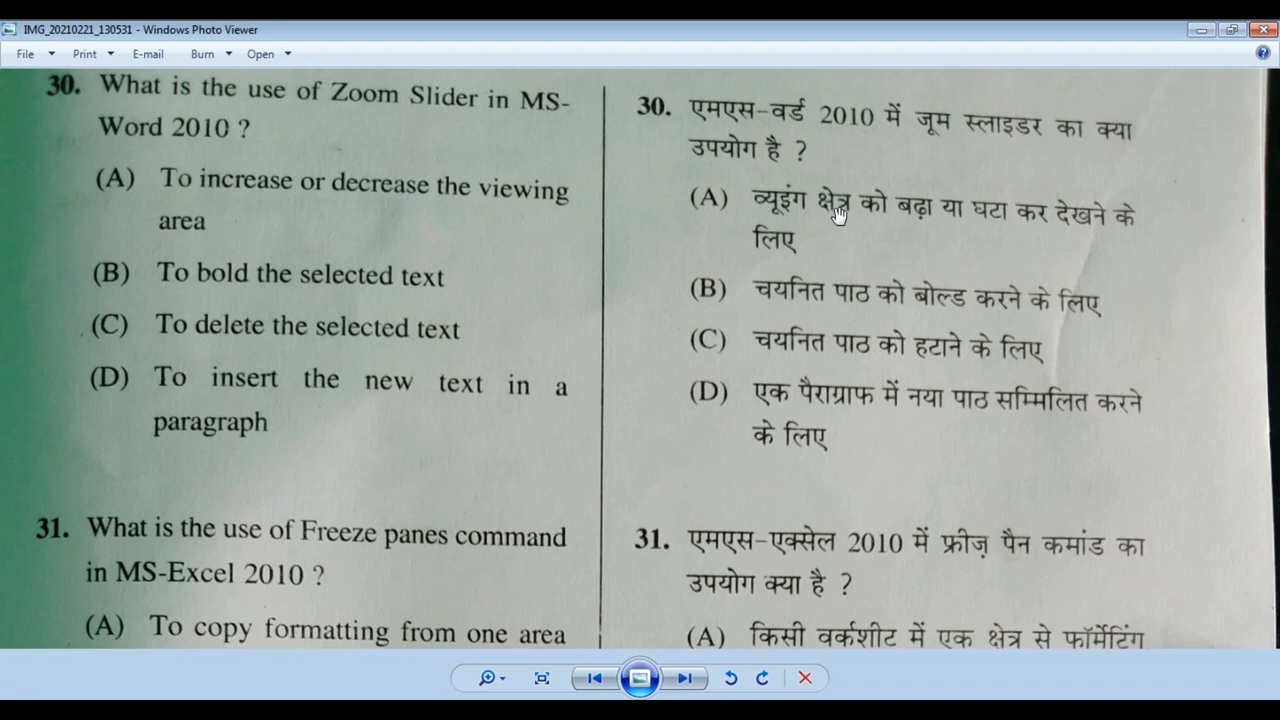 IMG_20210221_130531 - Windows Photo Viewer
File Print E-mail Burn Open
30. What is the use of Zoom Slider in MS-
Word 2010 ?
(A) To increase or decrease the viewing
area
(B) To bold the selected text
(C) To delete the selected text
(D) To insert the new text in a
paragraph
31. What is the use of Freeze panes command
in MS-Excel 2010 ?
(A) To copy formatting from one area
30. एमएस-वर्ड 2010 में जूम स्लाइडर का क्या
उपयोग है ?
(A) व्यूइंग क्षेत्र को बढ़ा या घटा कर देखने के
लिए
(B) चयनित पाठ को बोल्ड करने के लिए
(C) चयनित पाठ को हटाने के लिए
(D) एक पैराग्राफ में नया पाठ सम्मिलित करने
के लिए
31. एमएस-एक्सेल 2010 में फ्रीज़ पैन कमांड का
उपयोग क्या है ?
(A) किसी वर्कशीट में एक क्षेत्र से फॉर्मेटिंग